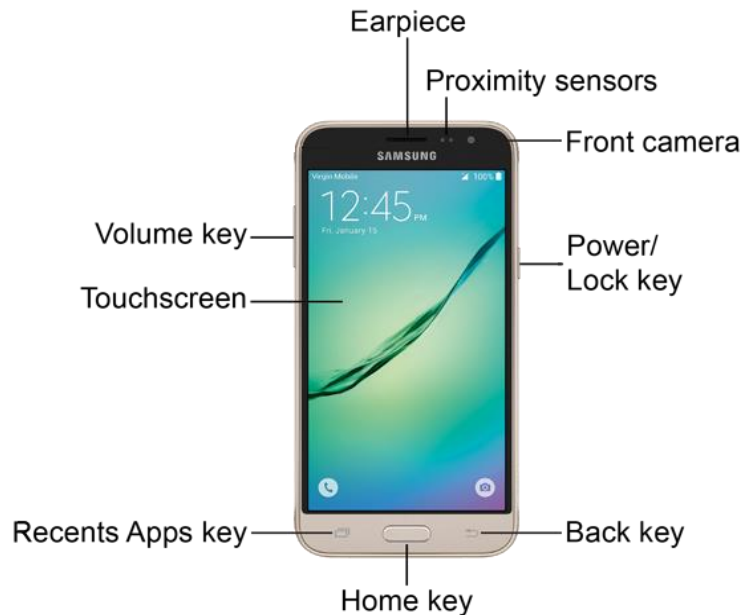 Earpiece
Proximity sensors
Front camera
SAMSUNG
Virgin Mobile 100%
12:45 PM
Fri, January 15
Volume key
Power/
Lock key
Touchscreen
Recents Apps key
Back key
Home key